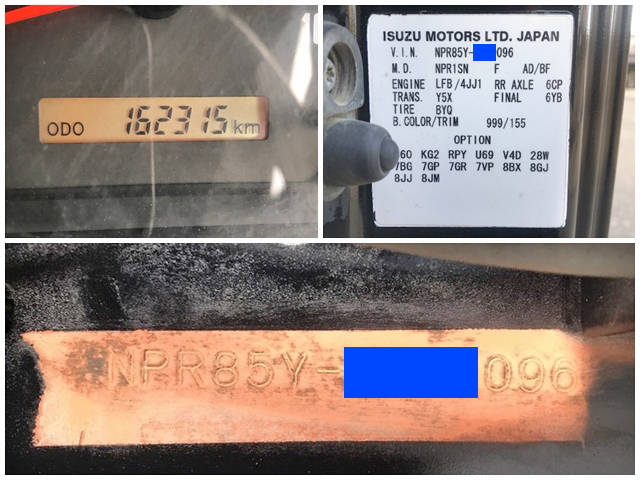 ODO 162315 km
ISUZU MOTORS LTD. JAPAN
V.I.N. NPR85Y- 096
M.D. NPR1SN F AD/BF
ENGINE LFB/4JJ1 RR AXLE 6CP
TRANS. Y5X FINAL 6YB
TIRE BYQ
B.COLOR/TRIM 999/155
OPTION
KG2 RPY U69 V4D 28W
7BG 7GP 7GR 7VP 8BX 8GJ
8JJ 8JM
NPR85Y- 096